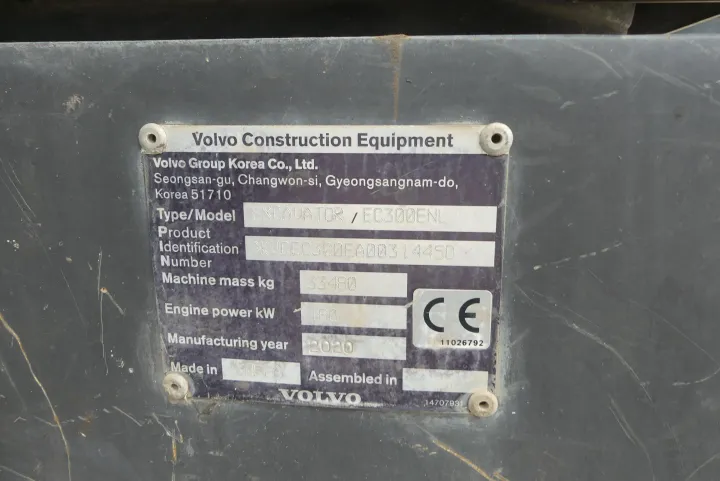 Volvo Construction Equipment
Volvo Group Korea Co., Ltd.
Seongsan-gu, Changwon-si, Gyeongsangnam-do,
Korea 51710
Type/Model / EC300ENL
Product
Identification
Number
Machine mass kg
Engine power kW
CE
11026792
Manufacturing year 2020
Made in Assembled in
VOLVO